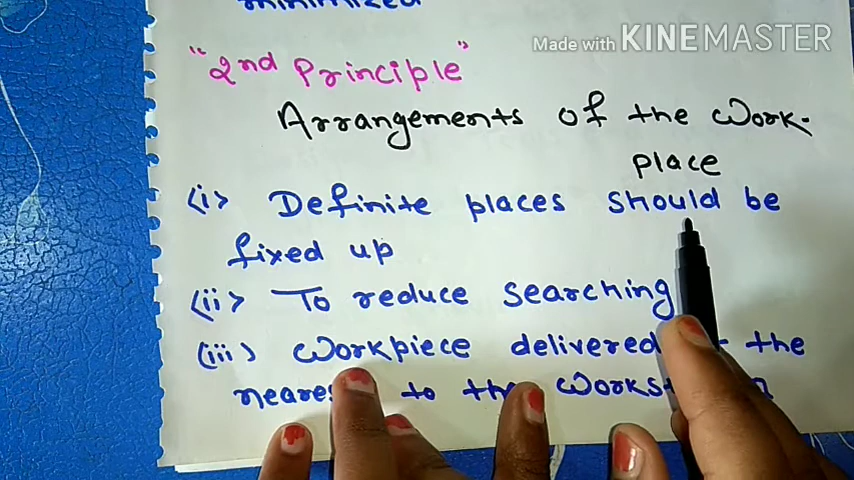 minimized
Made with KINEMASTER
"2nd Principle"
Arrangements of the work-
place
(i) Definite places should be
fixed up
(ii) To reduce searching
(iii) Workpiece delivered the
to the